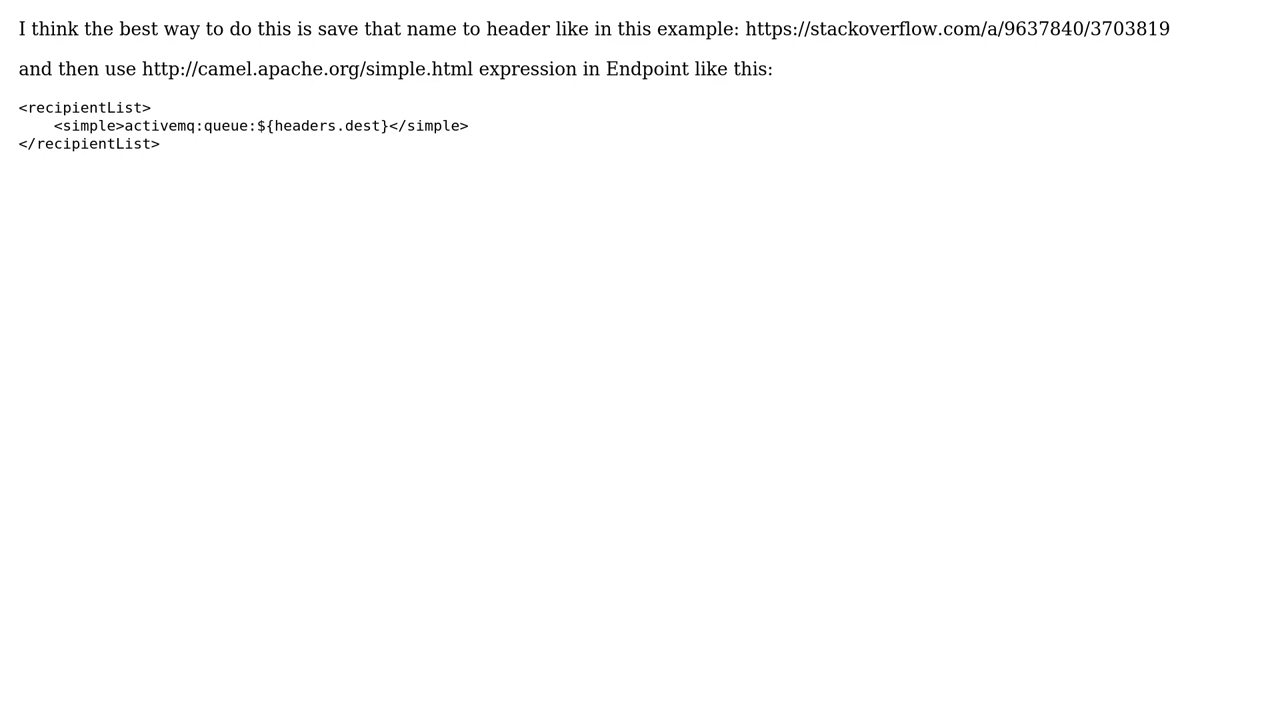 I think the best way to do this is save that name to header like in this example: https://stackoverflow.com/a/9637840/3703819
and then use http://camel.apache.org/simple.html expression in Endpoint like this:
<recipientList>
    <simple>activemq:queue:${headers.dest}</simple>
</recipientList>